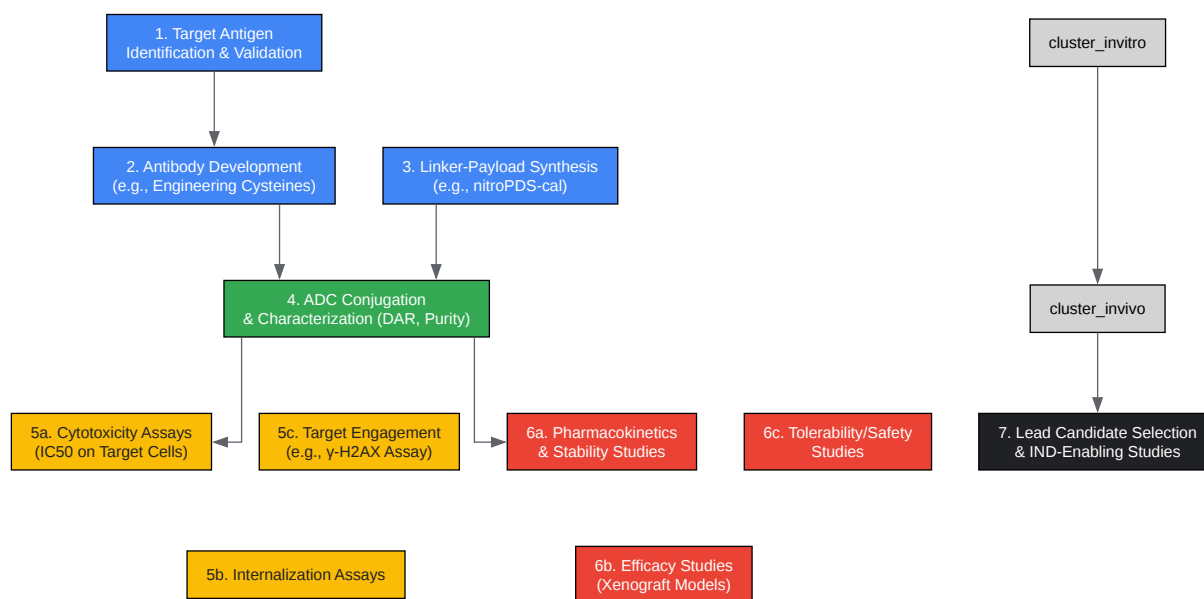 1. Target Antigen
Identification & Validation
cluster_invitro
2. Antibody Development
(e.g., Engineering Cysteines)
3. Linker-Payload Synthesis
(e.g., nitroPDS-cal)
4. ADC Conjugation
& Characterization (DAR, Purity)
cluster_invivo
5a. Cytotoxicity Assays
(IC50 on Target Cells)
5c. Target Engagement
(e.g., γ-H2AX Assay)
6a. Pharmacokinetics
& Stability Studies
6c. Tolerability/Safety
Studies
7. Lead Candidate Selection
& IND-Enabling Studies
5b. Internalization Assays
6b. Efficacy Studies
(Xenograft Models)